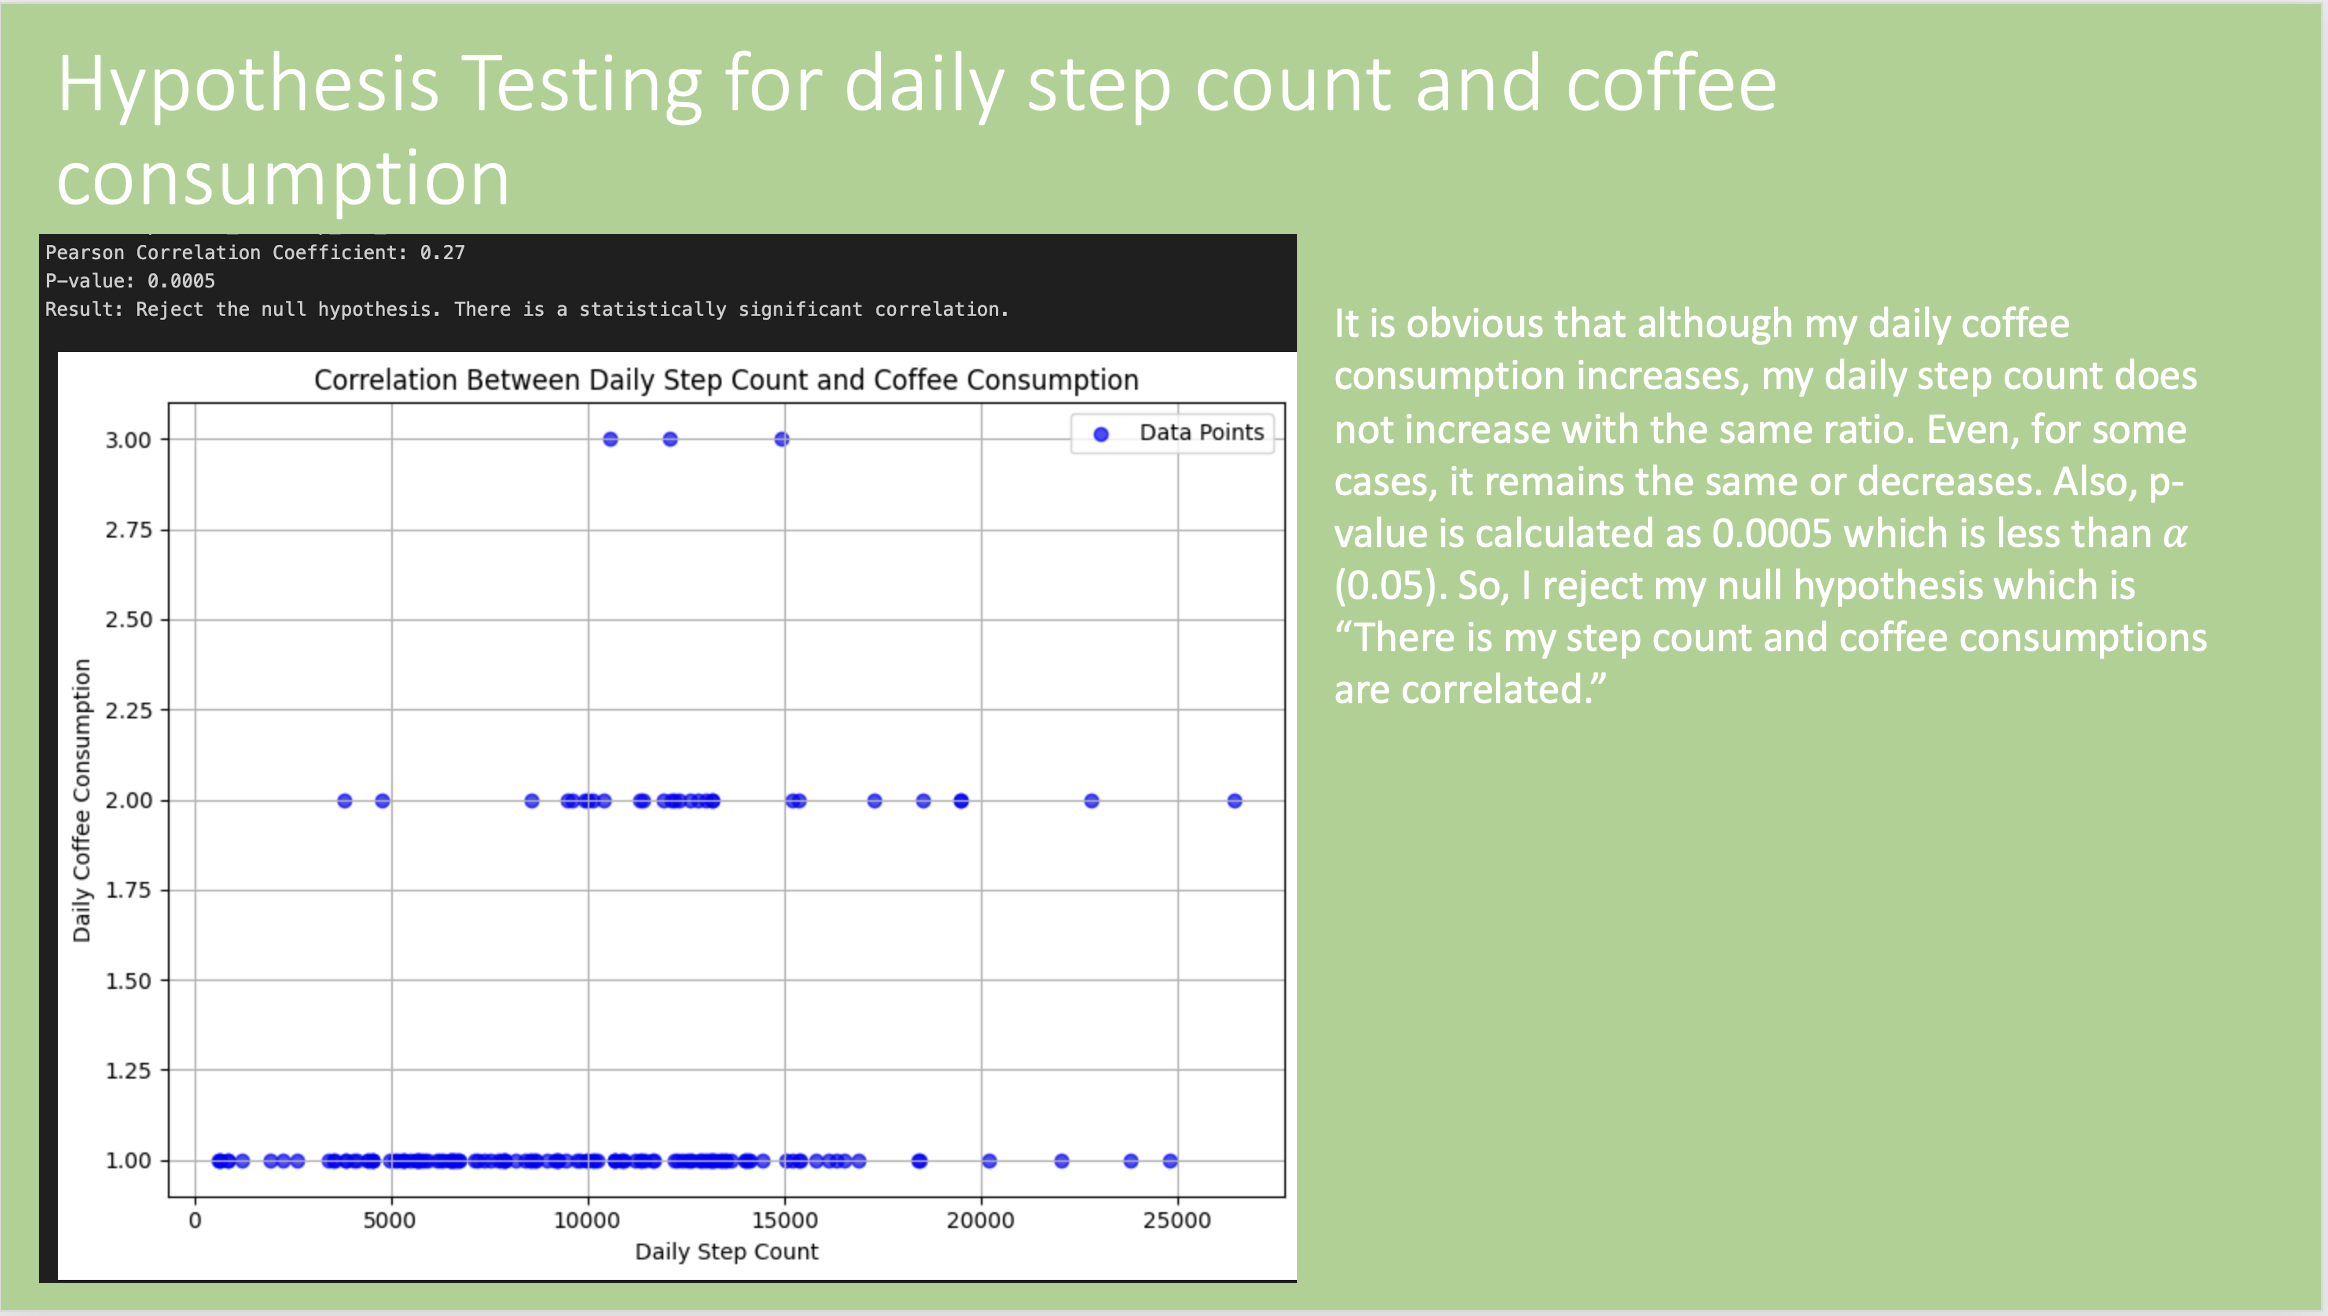 Hypothesis Testing for daily step count and coffee
consumption
Pearson Correlation Coefficient: 0.27
P-value: 0.0005
Result: Reject the null hypothesis. There is a statistically significant correlation.
Correlation Between Daily Step Count and Coffee Consumption
Data Points
3.00
2.75
2.50
2.25
2.00
1.75
1.50
1.25
1.00
Daily Coffee Consumption
0 5000 10000 15000 20000 25000
Daily Step Count
It is obvious that although my daily coffee
consumption increases, my daily step count does
not increase with the same ratio. Even, for some
cases, it remains the same or decreases. Also, p-
value is calculated as 0.0005 which is less than α
(0.05). So, I reject my null hypothesis which is
“There is my step count and coffee consumptions
are correlated.”